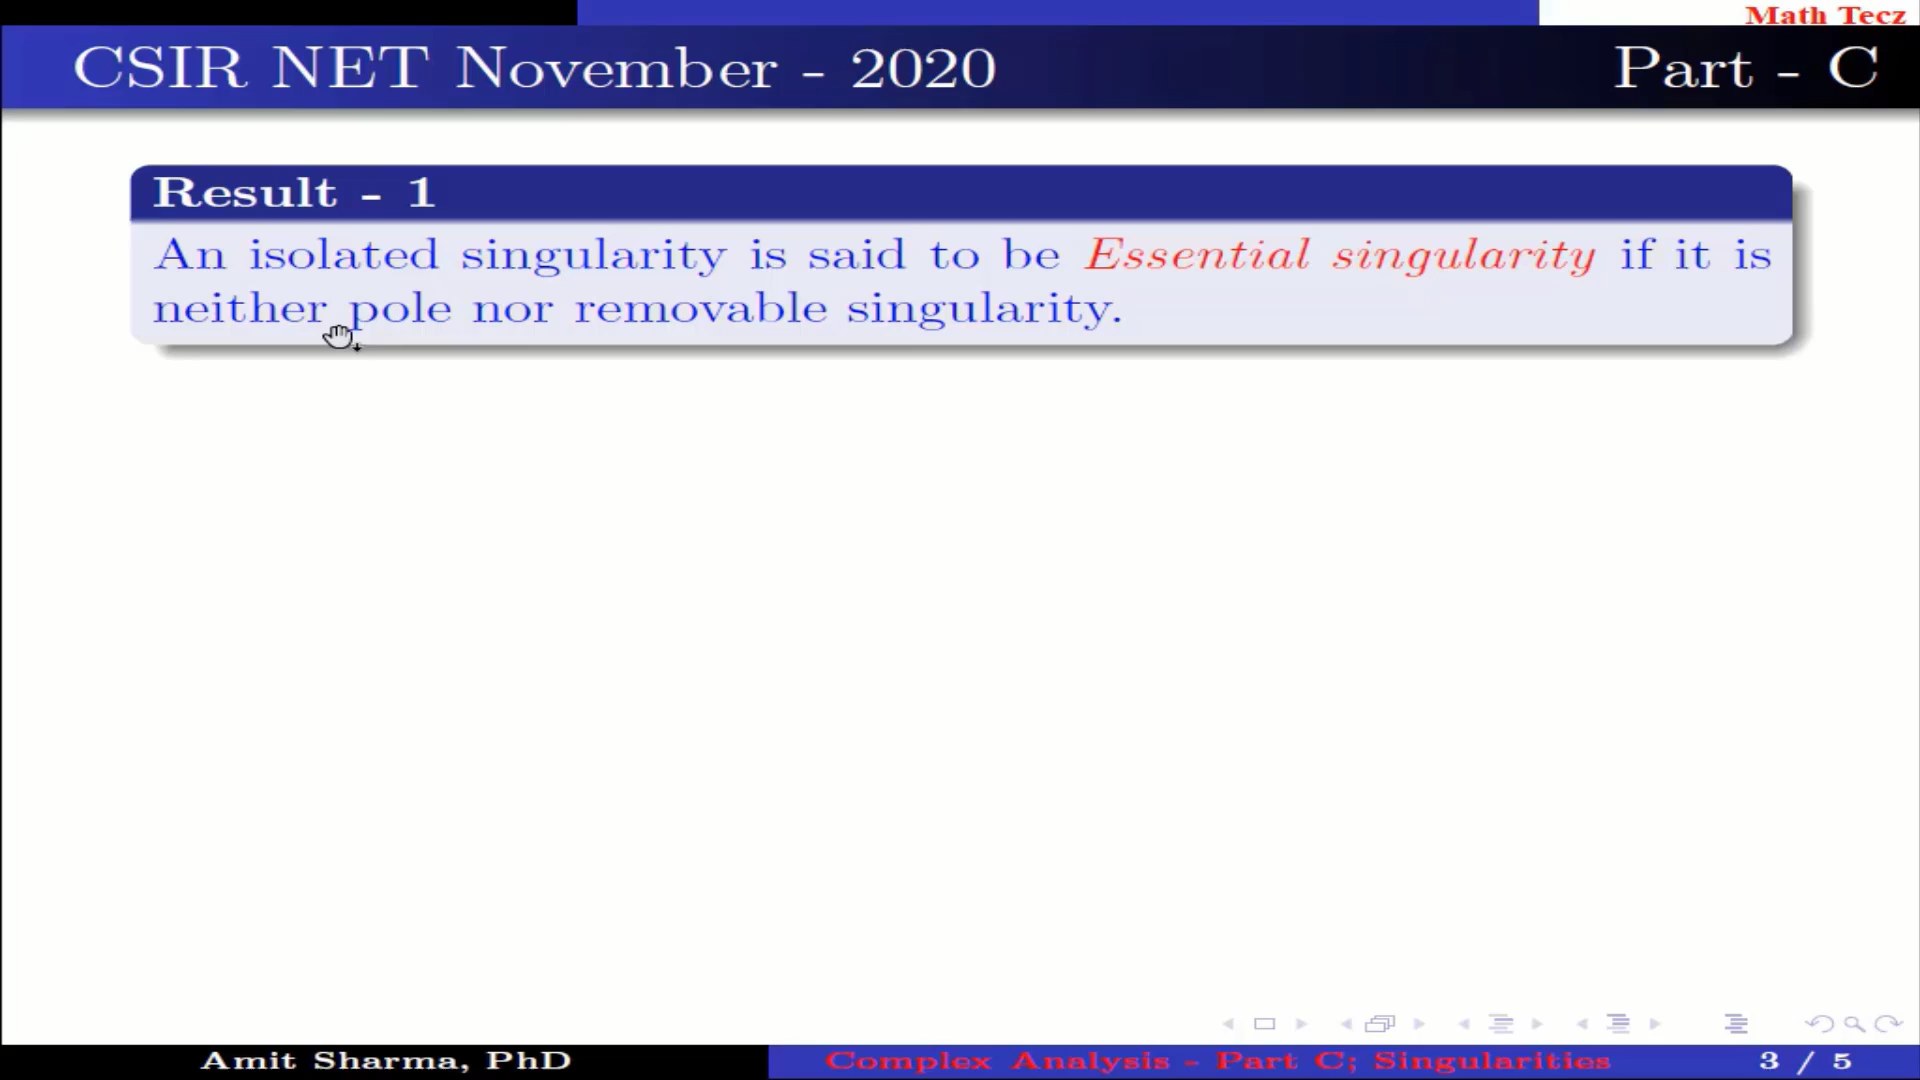 Math Tecz
CSIR NET November - 2020 Part - C
Result - 1
An isolated singularity is said to be Essential singularity if it is
neither pole nor removable singularity.
Amit Sharma, PhD Complex Analysis - Part C; Singularities 3 / 5